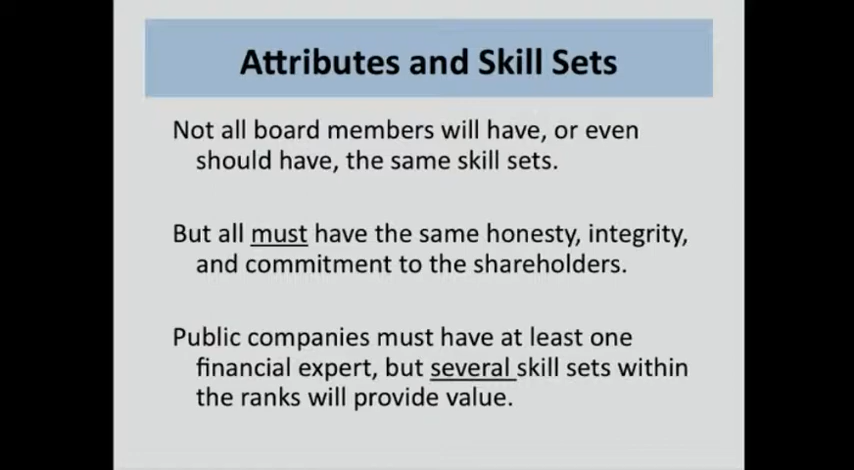 Attributes and Skill Sets
Not all board members will have, or even
should have, the same skill sets.
But all must have the same honesty, integrity,
and commitment to the shareholders.
Public companies must have at least one
financial expert, but several skill sets within
the ranks will provide value.